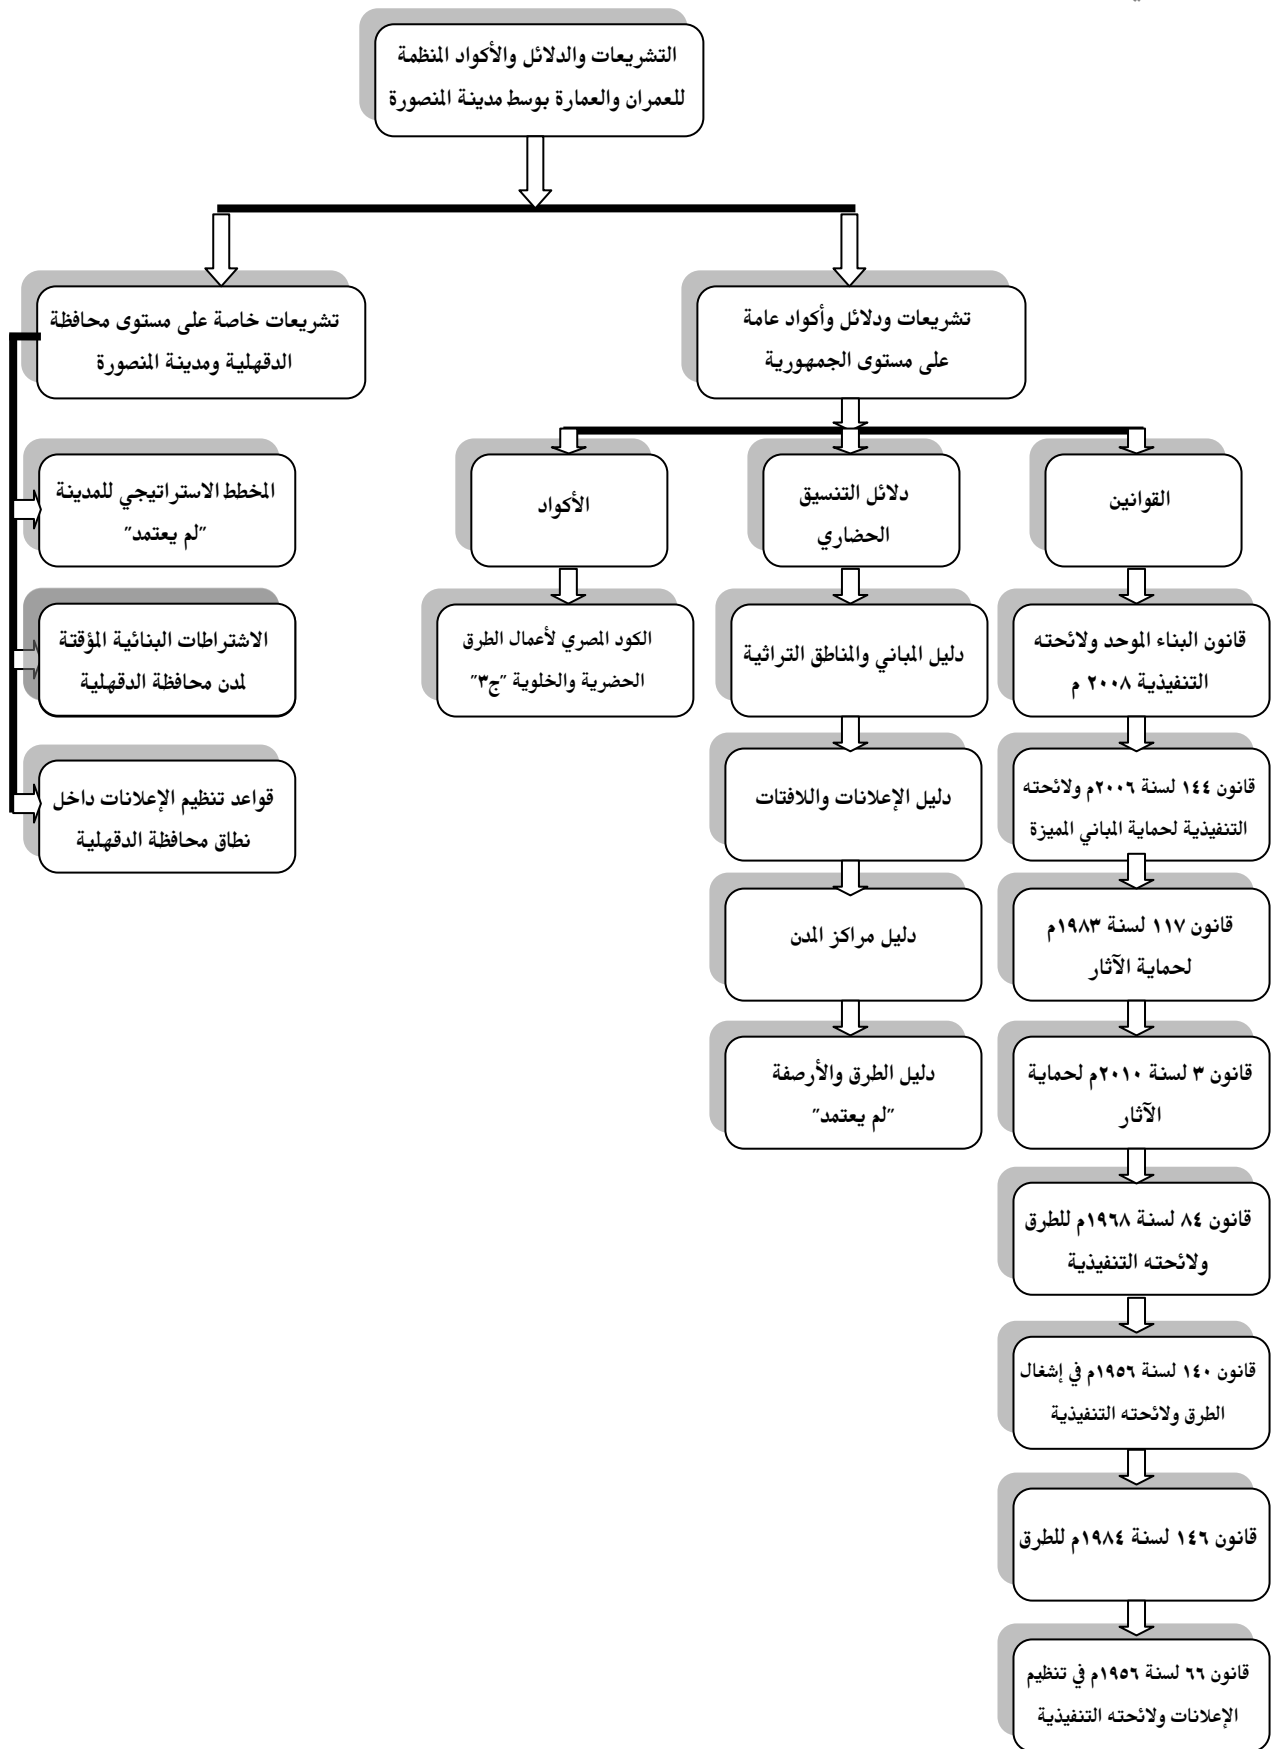 التشريعات والدلائل والأكواد المنظمة
للعمران والعمارة بوسط مدينة المنصورة
تشريعات ودلائل وأكواد عامة
على مستوى الجمهورية
تشريعات خاصة على مستوى محافظة
الدقهلية ومدينة المنصورة
القوانين
دلائل التنسيق
الحضاري
الأكواد
قانون البناء الموحد ولائحته
التنفيذية ٢٠٠٨ م
قانون ١٤٤ لسنة ٢٠٠٦م ولائحته
التنفيذية لحماية المباني المميزة
قانون ١١٧ لسنة ١٩٨٣م
لحماية الآثار
قانون ٣ لسنة ٢٠١٠م لحماية
الآثار
قانون ٨٤ لسنة ١٩٦٨م للطرق
ولائحته التنفيذية
قانون ١٤٠ لسنة ١٩٥٦م في إشغال
الطرق ولائحته التنفيذية
قانون ١٤٦ لسنة ١٩٨٤م للطرق
قانون ٦٦ لسنة ١٩٥٦م في تنظيم
الإعلانات ولائحته التنفيذية
دليل المباني والمناطق التراثية
دليل الإعلانات واللافتات
دليل مراكز المدن
دليل الطرق والأرصفة
"لم يعتمد"
الكود المصري لأعمال الطرق
الحضرية والخلوية "ج٣"
المخطط الاستراتيجي للمدينة
"لم يعتمد"
الاشتراطات البنائية المؤقتة
لمدن محافظة الدقهلية
قواعد تنظيم الإعلانات داخل
نطاق محافظة الدقهلية